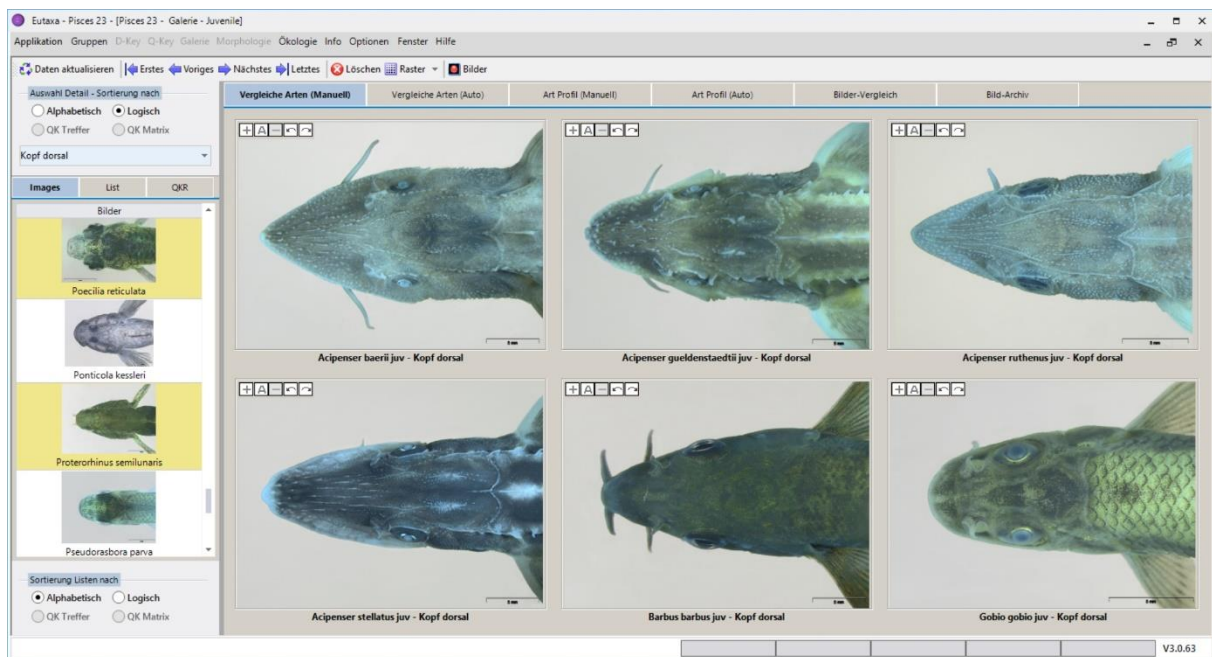 Eutaxa - Pisces 23 - [Pisces 23 - Galerie - Juvenile]
Applikation Gruppen D-Key Q-Key Galerie Morphologie Ökologie Info Optionen Fenster Hilfe
Daten aktualisieren Erstes Voriges Nächstes Letztes Löschen Raster Bilder
Auswahl Detail - Sortierung nach
Alphabetisch Logisch
QK Treffer QK Matrix
Kopf dorsal
Images List QKR
Bilder
Poecilia reticulata
Ponticola kessleri
Proterorhinus semilunaris
Pseudorasbora parva
Sortierung Listen nach
Alphabetisch Logisch
QK Treffer QK Matrix
Vergleiche Arten (Manuell) Vergleiche Arten (Auto) Art Profil (Manuell) Art Profil (Auto) Bilder-Vergleich Bild-Archiv
+ A -
+ A -
+ A -
Acipenser baerii juv - Kopf dorsal
Acipenser gueldenstaedtii juv - Kopf dorsal
Acipenser ruthenus juv - Kopf dorsal
+ A -
+ A -
+ A -
Acipenser stellatus juv - Kopf dorsal
Barbus barbus juv - Kopf dorsal
Gobio gobio juv - Kopf dorsal
V3.0.63